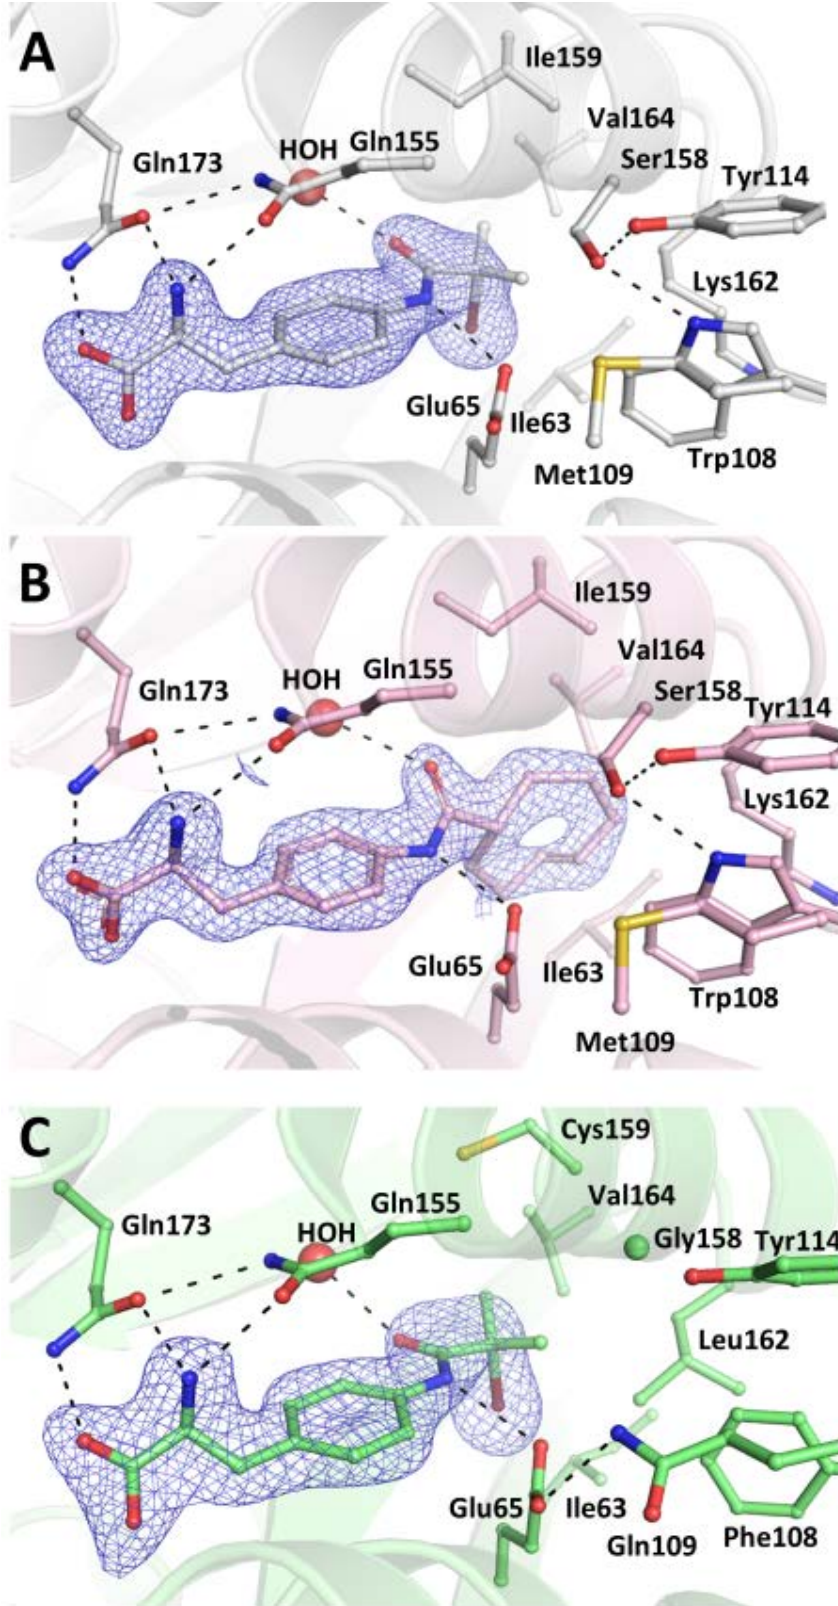 A
Ile159
Val164
HOH
Gln155
Gln173
Ser158
Tyr114
Lys162
Glu65
Ile63
Trp108
Met109
B
Ile159
Val164
HOH
Gln155
Gln173
Ser158
Tyr114
Lys162
Glu65
Ile63
Trp108
Met109
C
Cys159
Val164
Gln155
Gln173
HOH
Gly158
Tyr114
Leu162
Glu65
Ile63
Phe108
Gln109